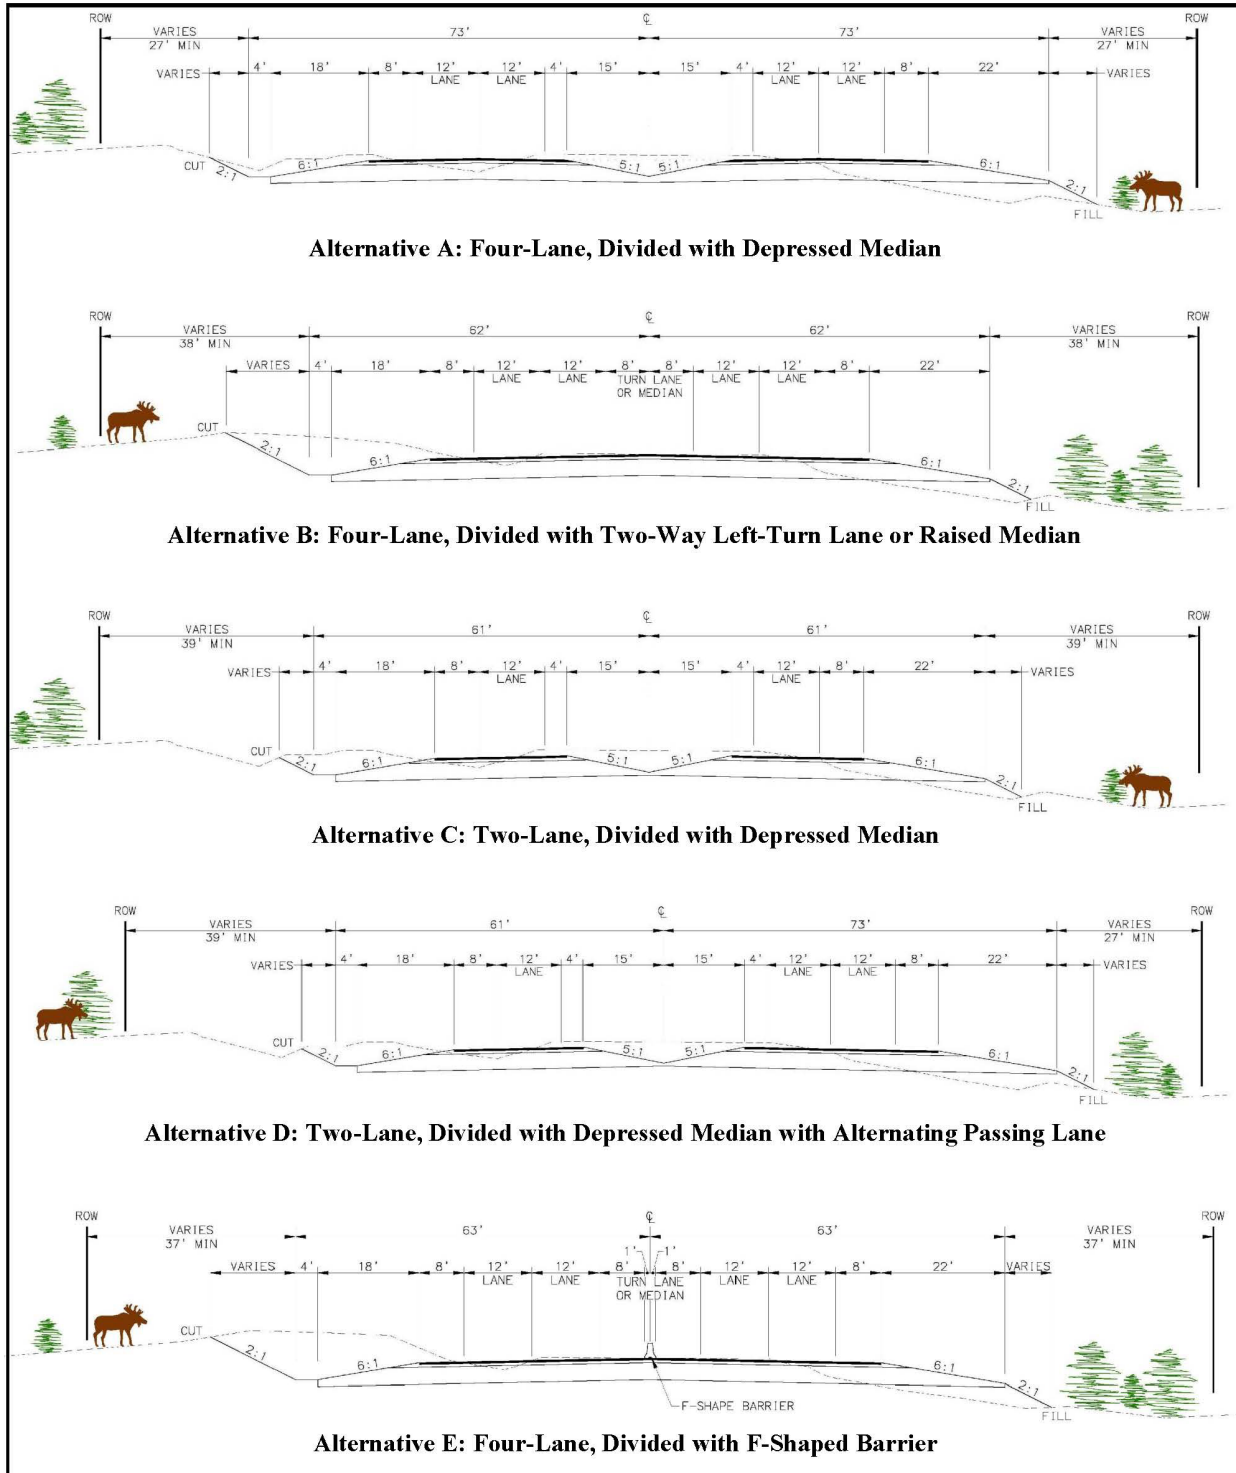 ROW ℄ ROW
VARIES 73' 73' VARIES
27' MIN 27' MIN
VARIES 4' 18' 8' 12' 12' 4' 15' 15' 4' 12' 12' 8' 22' VARIES
LANE LANE LANE LANE
CUT 2:1 6:1 5:1 5:1 6:1 2:1
FILL
Alternative A: Four-Lane, Divided with Depressed Median
ROW ℄ ROW
VARIES 62' 62' VARIES
38' MIN 38' MIN
VARIES 4' 18' 8' 12' 12' 8' 8' 12' 12' 8' 22'
LANE LANE TURN LANE LANE LANE
OR MEDIAN
CUT
2:1 6:1 6:1 2:1
FILL
Alternative B: Four-Lane, Divided with Two-Way Left-Turn Lane or Raised Median
ROW ℄ ROW
VARIES 61' 61' VARIES
39' MIN 39' MIN
VARIES 4' 18' 8' 12' 4' 15' 15' 4' 12' 8' 22' VARIES
LANE LANE
CUT
2:1 6:1 5:1 5:1 6:1 2:1
FILL
Alternative C: Two-Lane, Divided with Depressed Median
ROW ℄ ROW
VARIES 61' 73' VARIES
39' MIN 27' MIN
VARIES 4' 18' 8' 12' 4' 15' 15' 4' 12' 12' 8' 22' VARIES
LANE LANE LANE
CUT
2:1 6:1 5:1 5:1 6:1 2:1
FILL
Alternative D: Two-Lane, Divided with Depressed Median with Alternating Passing Lane
ROW ℄ ROW
VARIES 63' 63' VARIES
37' MIN 37' MIN
1' 1'
VARIES 4' 18' 8' 12' 12' 8' 8' 12' 12' 8' 22' VARIES
LANE LANE TURN LANE LANE LANE
OR MEDIAN
CUT
2:1 6:1 6:1 2:1
F-SHAPE BARRIER
FILL
Alternative E: Four-Lane, Divided with F-Shaped Barrier